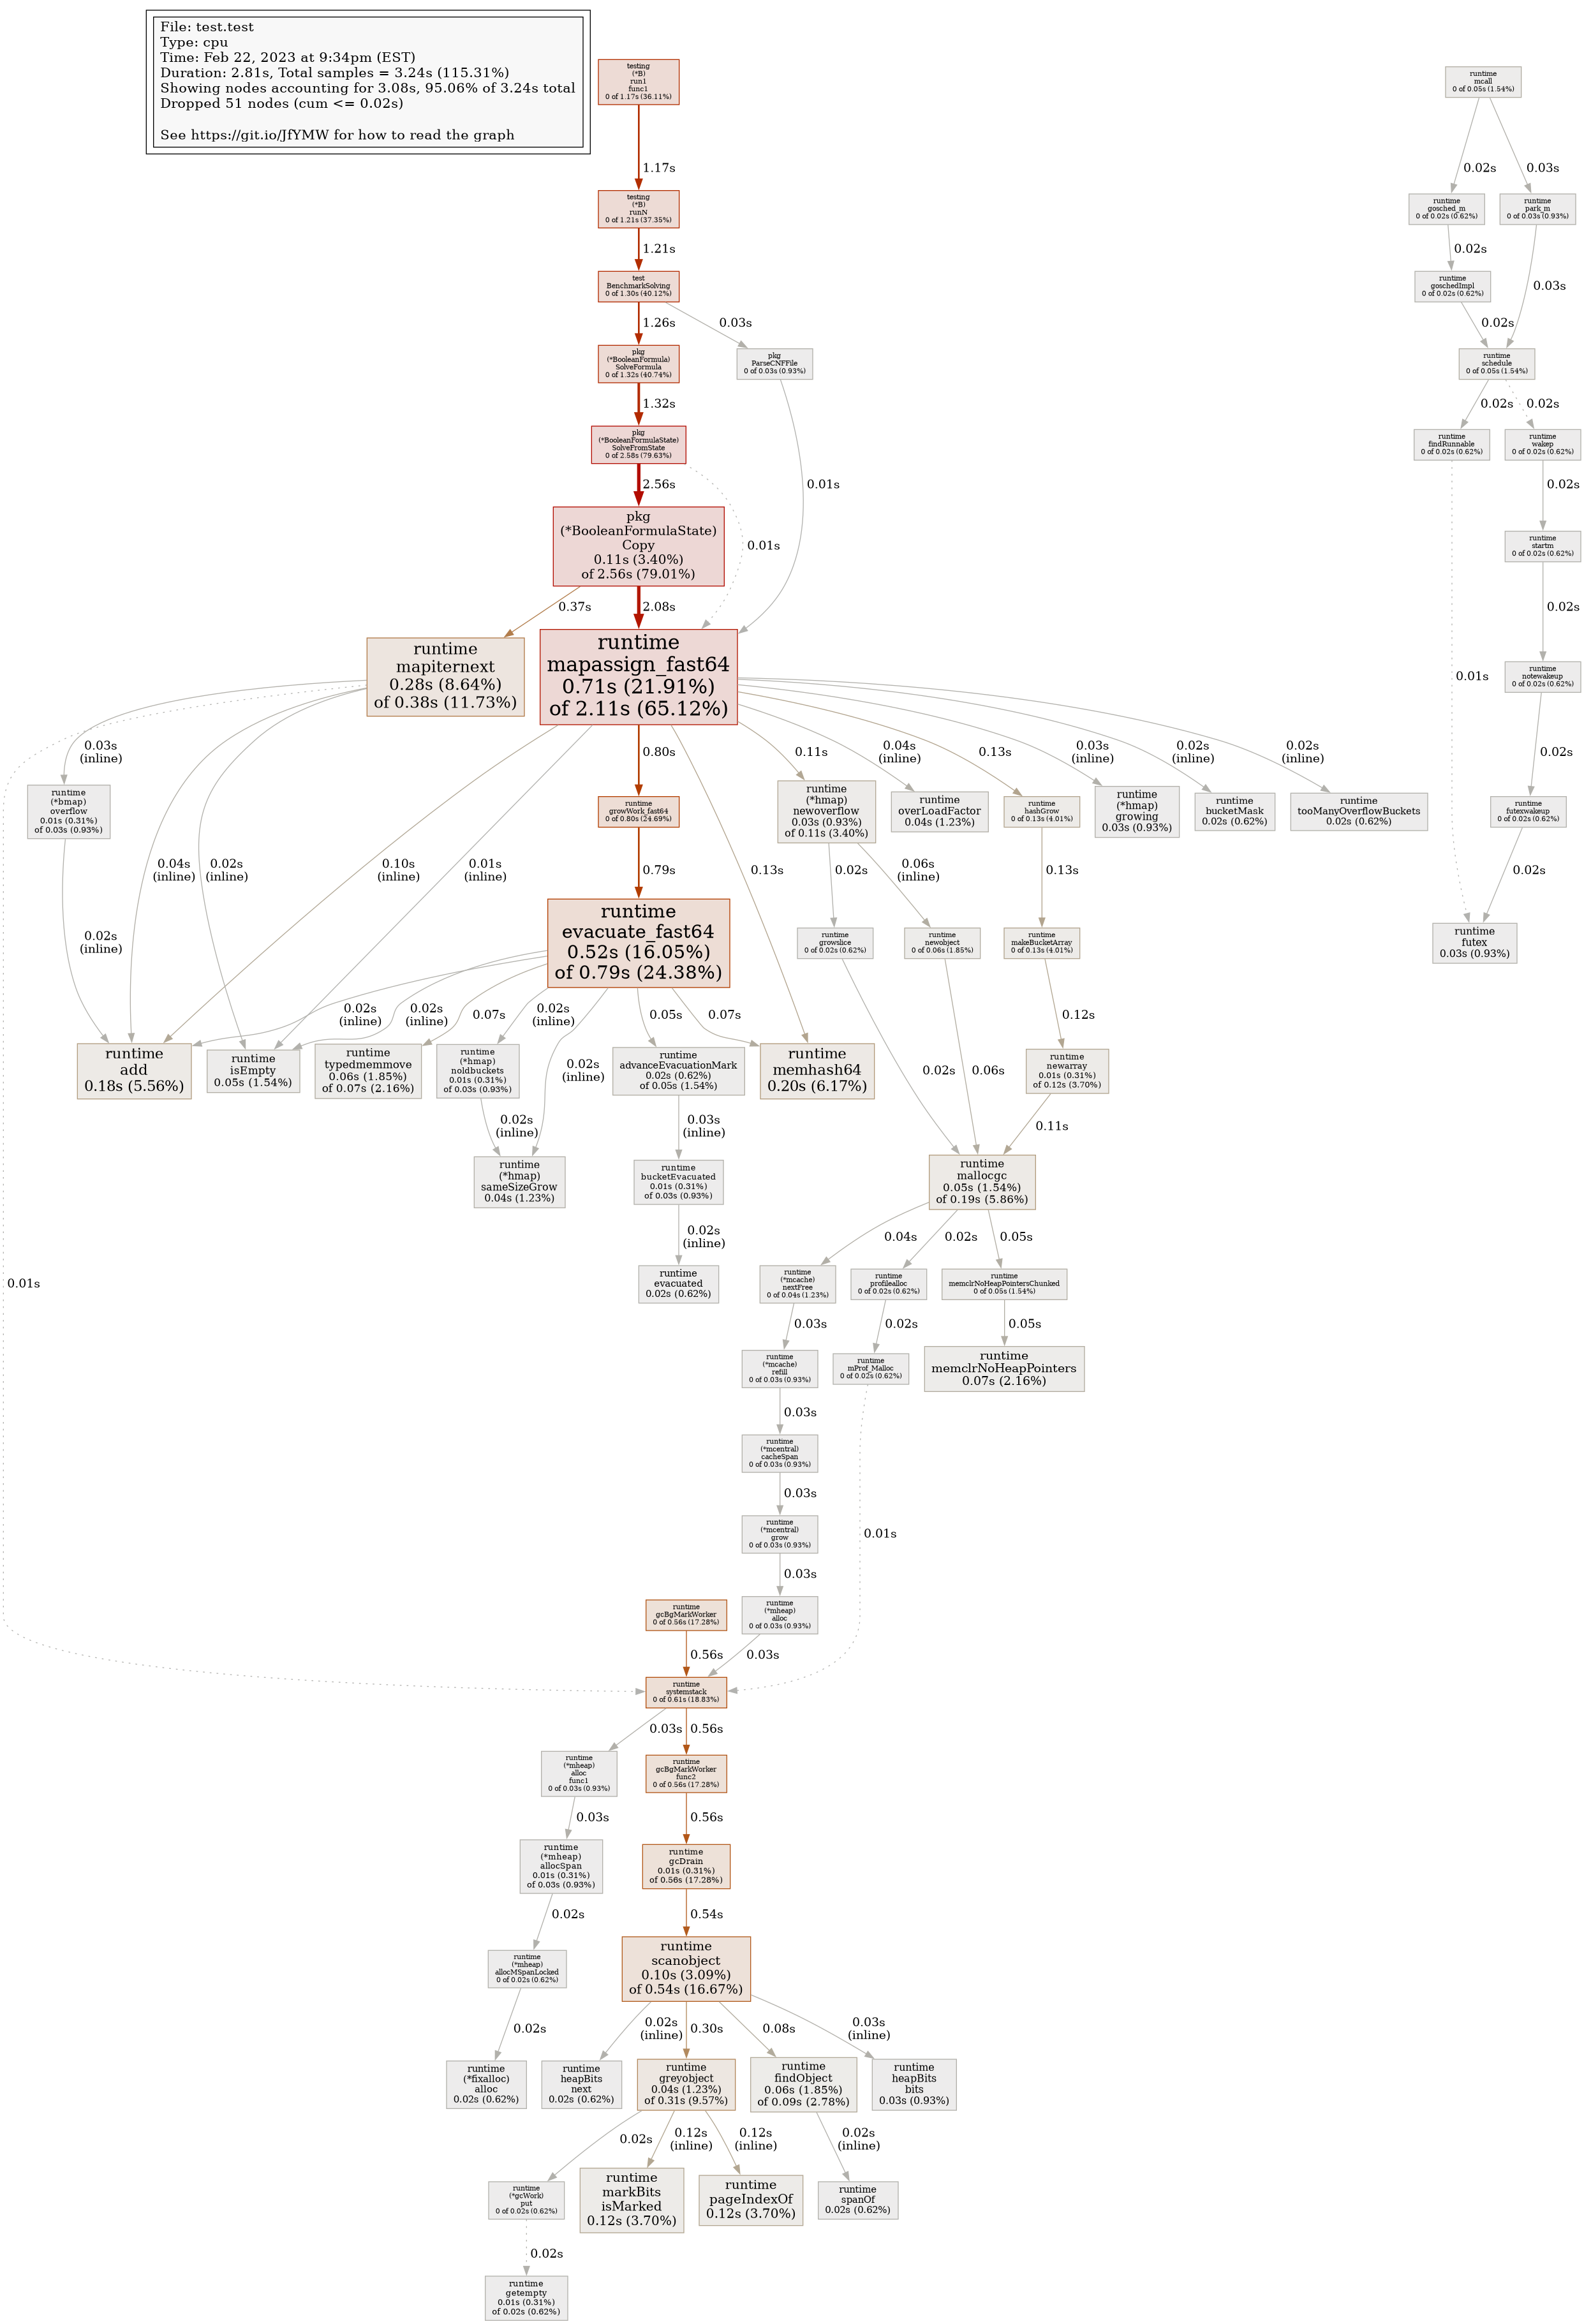 File: test.test
Type: cpu
Time: Feb 22, 2023 at 9:34pm (EST)
Duration: 2.81s, Total samples = 3.24s (115.31%)
Showing nodes accounting for 3.08s, 95.06% of 3.24s total
Dropped 51 nodes (cum <= 0.02s)
See https://git.io/JfYMW for how to read the graph
testing
(*B)
run1
func1
0 of 1.17s (36.11%)
runtime
mcall
0 of 0.05s (1.54%)
1.17s
0.02s
0.03s
testing
(*B)
runN
0 of 1.21s (37.35%)
runtime
gosched_m
0 of 0.02s (0.62%)
runtime
park_m
0 of 0.03s (0.93%)
1.21s
0.02s
0.03s
test
BenchmarkSolving
0 of 1.30s (40.12%)
runtime
goschedImpl
0 of 0.02s (0.62%)
1.26s
0.03s
0.02s
pkg
(*BooleanFormula)
SolveFormula
0 of 1.32s (40.74%)
pkg
ParseCNFFile
0 of 0.03s (0.93%)
runtime
schedule
0 of 0.05s (1.54%)
1.32s
0.02s
0.02s
pkg
(*BooleanFormulaState)
SolveFromState
0 of 2.58s (79.63%)
runtime
findRunnable
0 of 0.02s (0.62%)
runtime
wakep
0 of 0.02s (0.62%)
2.56s
0.01s
0.02s
pkg
(*BooleanFormulaState)
Copy
0.11s (3.40%)
of 2.56s (79.01%)
0.01s
runtime
startm
0 of 0.02s (0.62%)
0.37s
2.08s
0.02s
runtime
mapiternext
0.28s (8.64%)
of 0.38s (11.73%)
runtime
mapassign_fast64
0.71s (21.91%)
of 2.11s (65.12%)
0.01s
runtime
notewakeup
0 of 0.02s (0.62%)
0.03s
(inline)
0.80s
0.11s
0.04s
(inline)
0.13s
0.03s
(inline)
0.02s
(inline)
0.02s
(inline)
0.02s
runtime
(*bmap)
overflow
0.01s (0.31%)
of 0.03s (0.93%)
runtime
growWork_fast64
0 of 0.80s (24.69%)
runtime
(*hmap)
newoverflow
0.03s (0.93%)
of 0.11s (3.40%)
runtime
overLoadFactor
0.04s (1.23%)
runtime
hashGrow
0 of 0.13s (4.01%)
runtime
(*hmap)
growing
0.03s (0.93%)
runtime
bucketMask
0.02s (0.62%)
runtime
tooManyOverflowBuckets
0.02s (0.62%)
runtime
futexwakeup
0 of 0.02s (0.62%)
0.04s
(inline)
0.02s
(inline)
0.10s
(inline)
0.01s
(inline)
0.79s
0.13s
0.02s
0.06s
(inline)
0.13s
0.02s
0.02s
(inline)
runtime
evacuate_fast64
0.52s (16.05%)
of 0.79s (24.38%)
runtime
growslice
0 of 0.02s (0.62%)
runtime
newobject
0 of 0.06s (1.85%)
runtime
makeBucketArray
0 of 0.13s (4.01%)
runtime
futex
0.03s (0.93%)
0.02s
(inline)
0.02s
(inline)
0.07s
0.02s
(inline)
0.02s
(inline)
0.05s
0.07s
0.02s
0.06s
0.12s
runtime
add
0.18s (5.56%)
runtime
isEmpty
0.05s (1.54%)
runtime
typedmemmove
0.06s (1.85%)
of 0.07s (2.16%)
runtime
(*hmap)
noldbuckets
0.01s (0.31%)
of 0.03s (0.93%)
runtime
advanceEvacuationMark
0.02s (0.62%)
of 0.05s (1.54%)
runtime
memhash64
0.20s (6.17%)
runtime
newarray
0.01s (0.31%)
of 0.12s (3.70%)
0.02s
(inline)
0.03s
(inline)
0.11s
runtime
(*hmap)
sameSizeGrow
0.04s (1.23%)
runtime
bucketEvacuated
0.01s (0.31%)
of 0.03s (0.93%)
runtime
mallocgc
0.05s (1.54%)
of 0.19s (5.86%)
0.02s
(inline)
0.04s
0.02s
0.05s
0.01s
runtime
evacuated
0.02s (0.62%)
runtime
(*mcache)
nextFree
0 of 0.04s (1.23%)
runtime
profilealloc
0 of 0.02s (0.62%)
runtime
memclrNoHeapPointersChunked
0 of 0.05s (1.54%)
0.03s
0.02s
0.05s
runtime
(*mcache)
refill
0 of 0.03s (0.93%)
runtime
mProf_Malloc
0 of 0.02s (0.62%)
runtime
memclrNoHeapPointers
0.07s (2.16%)
0.03s
runtime
(*mcentral)
cacheSpan
0 of 0.03s (0.93%)
0.03s
runtime
(*mcentral)
grow
0 of 0.03s (0.93%)
0.01s
0.03s
runtime
gcBgMarkWorker
0 of 0.56s (17.28%)
runtime
(*mheap)
alloc
0 of 0.03s (0.93%)
0.56s
0.03s
runtime
systemstack
0 of 0.61s (18.83%)
0.03s
0.56s
runtime
(*mheap)
alloc
func1
0 of 0.03s (0.93%)
runtime
gcBgMarkWorker
func2
0 of 0.56s (17.28%)
0.03s
0.56s
runtime
(*mheap)
allocSpan
0.01s (0.31%)
of 0.03s (0.93%)
runtime
gcDrain
0.01s (0.31%)
of 0.56s (17.28%)
0.02s
0.54s
runtime
(*mheap)
allocMSpanLocked
0 of 0.02s (0.62%)
runtime
scanobject
0.10s (3.09%)
of 0.54s (16.67%)
0.02s
0.02s
(inline)
0.30s
0.08s
0.03s
(inline)
runtime
(*fixalloc)
alloc
0.02s (0.62%)
runtime
heapBits
next
0.02s (0.62%)
runtime
greyobject
0.04s (1.23%)
of 0.31s (9.57%)
runtime
findObject
0.06s (1.85%)
of 0.09s (2.78%)
runtime
heapBits
bits
0.03s (0.93%)
0.02s
0.12s
(inline)
0.12s
(inline)
0.02s
(inline)
runtime
(*gcWork)
put
0 of 0.02s (0.62%)
runtime
markBits
isMarked
0.12s (3.70%)
runtime
pageIndexOf
0.12s (3.70%)
runtime
spanOf
0.02s (0.62%)
0.02s
runtime
getempty
0.01s (0.31%)
of 0.02s (0.62%)